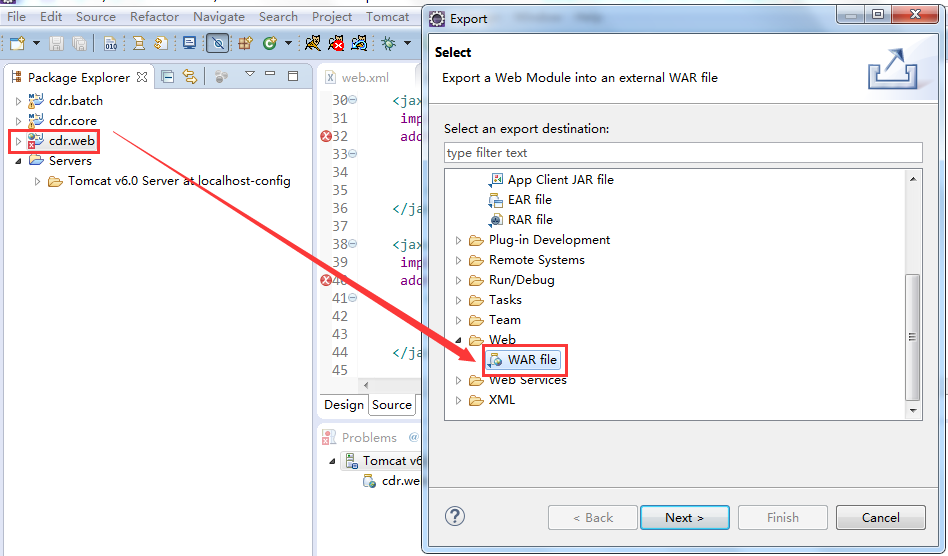 File Edit Source Refactor Navigate Search Project Tomcat
Package Explorer
cdr.batch
cdr.core
cdr.web
Servers
Tomcat v6.0 Server at localhost-config
web.xml
30 <jax
31 imp
32 add
33
34
35
36 </ja
37
38 <jax
39 imp
40 add
41
42
43
44 </ja
45
Design Source
Problems @
Tomcat v6
cdr.we
Export
Select
Export a Web Module into an external WAR file
Select an export destination:
type filter text
App Client JAR file
EAR file
RAR file
Plug-in Development
Remote Systems
Run/Debug
Tasks
Team
Web
WAR file
Web Services
XML
?
< Back Next > Finish Cancel